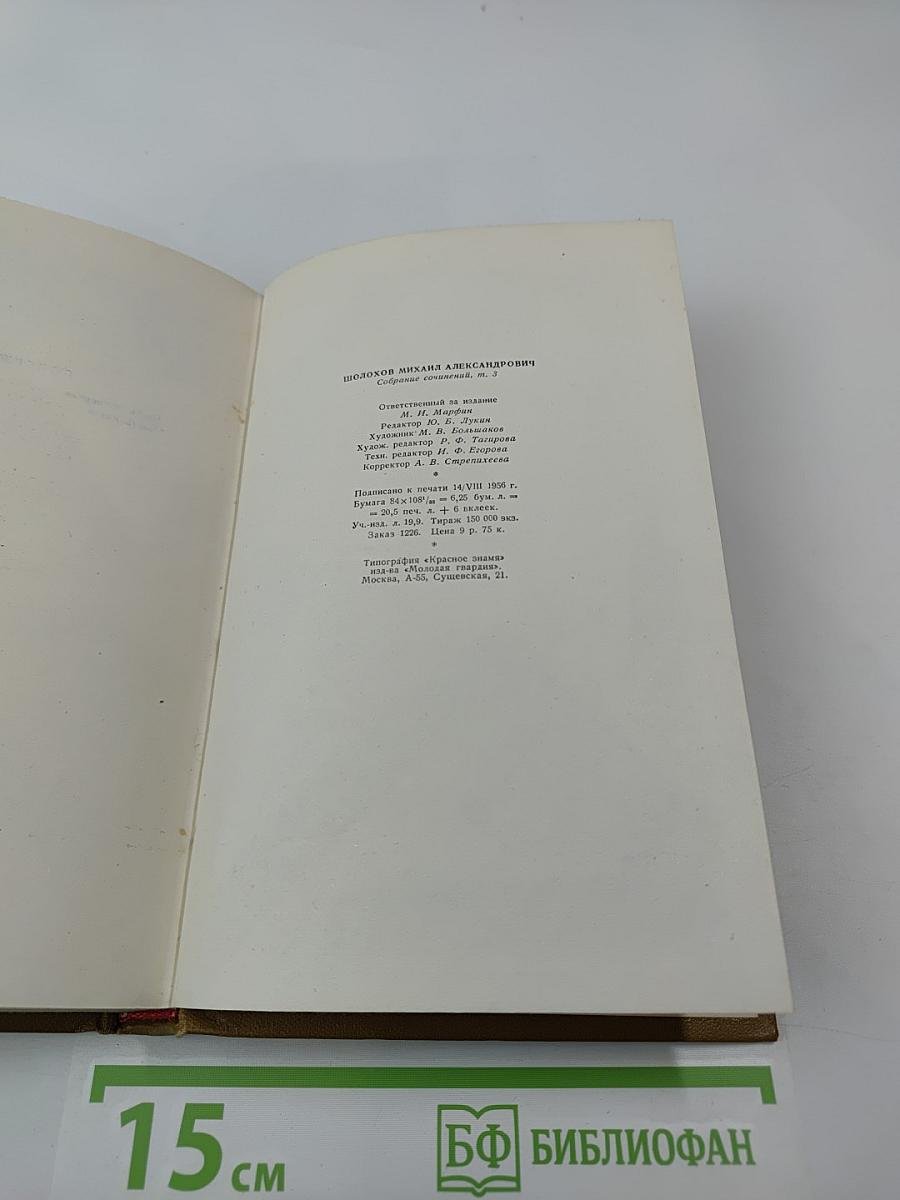 ШОЛОХОВ МИХАИЛ АЛЕКСАНДРОВИЧ
Собрание сочинений, т. 3
Ответственный за издание
М. И. Марфин
Редактор Ю. Б. Лукин
Художник М. В. Большаков
Худож. редактор Р. Ф. Тагирова
Техн. редактор И. Ф. Егорова
Корректор А. В. Стрепихеева
*
Подписано к печати 14/VIII 1956 г.
Бумага 84×108¹/₃₂ = 6,25 бум. л. =
= 20,5 печ. л. + 6 вклеек.
Уч.-изд. л. 19,9. Тираж 150 000 экз.
Заказ 1226. Цена 9 р. 75 к.
*
Типография «Красное знамя»
изд-ва «Молодая гвардия».
Москва, А-55, Сущевская, 21.
15 см
БФ БИБЛИОФАН